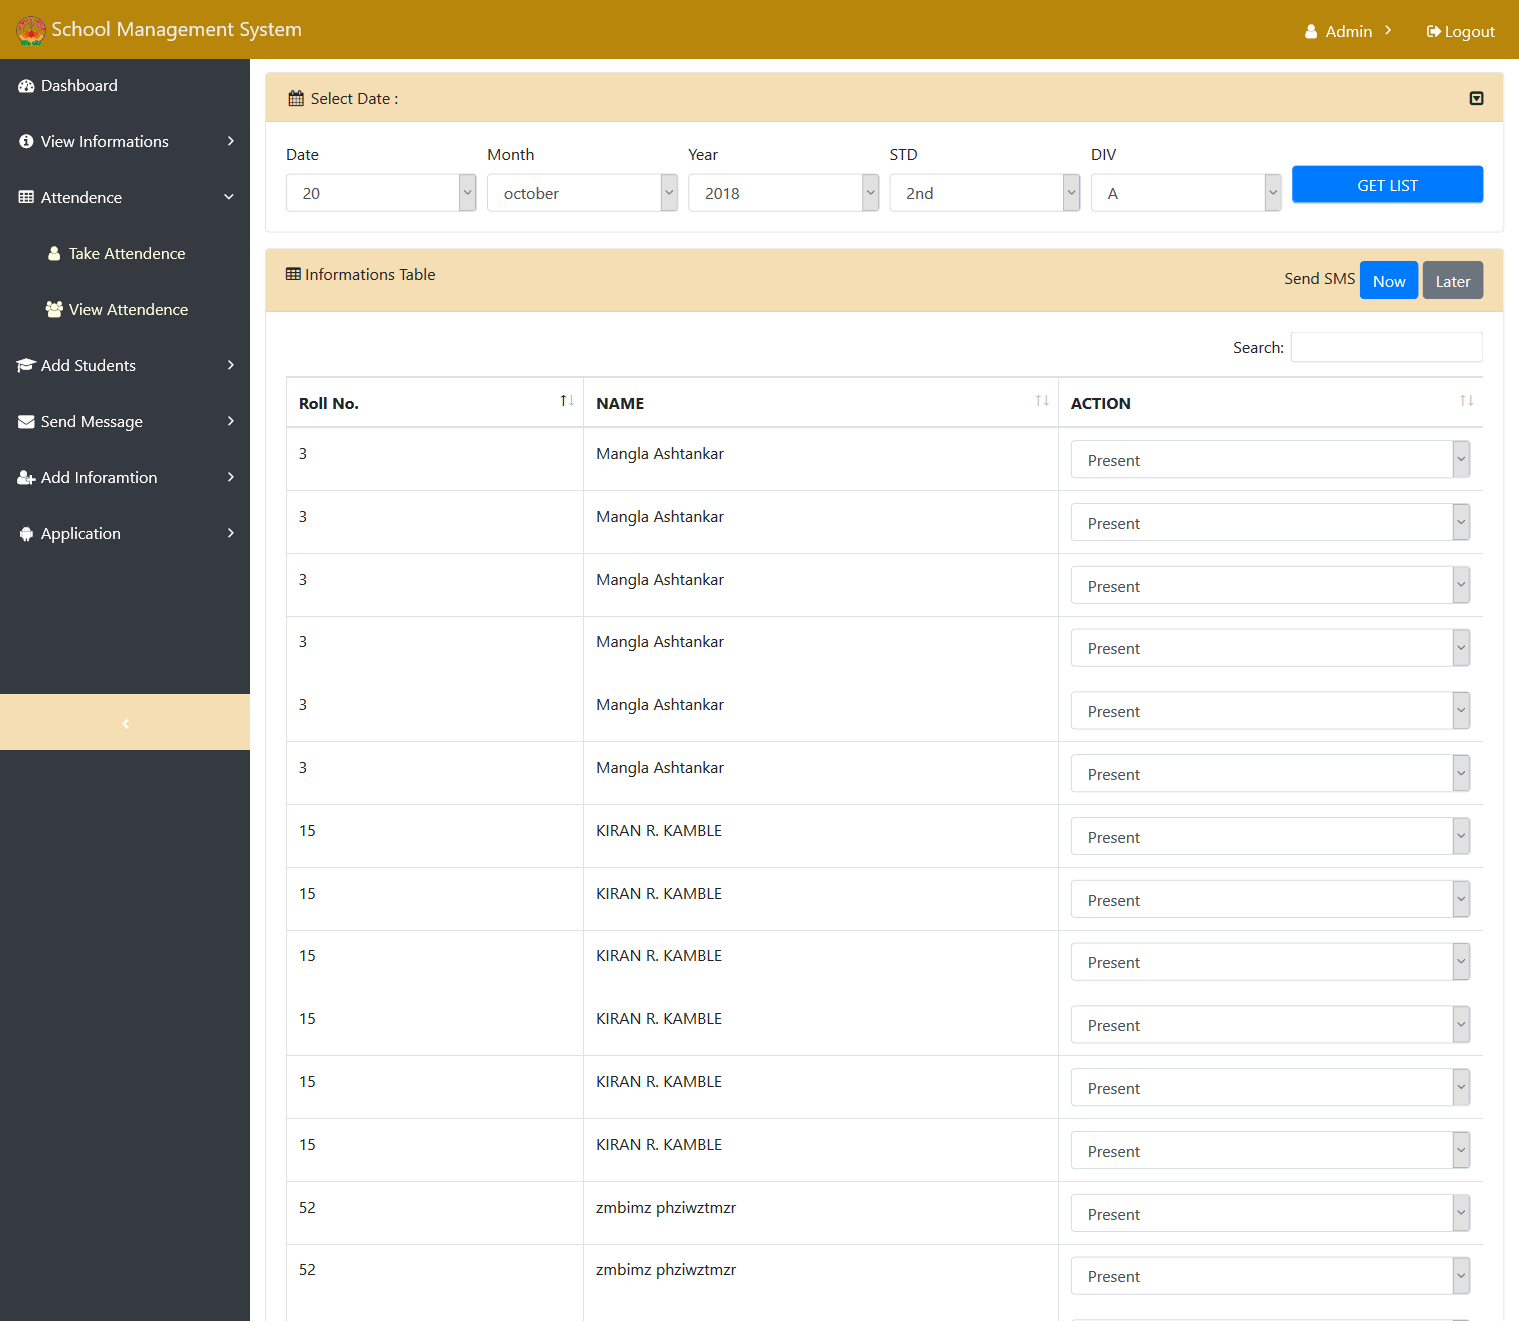 School Management System
Admin
Logout
Dashboard
View Informations
Attendence
Take Attendence
View Attendence
Add Students
Send Message
Add Inforamtion
Application
Select Date :
Date Month Year STD DIV
20 october 2018 2nd A GET LIST
Informations Table
Send SMS Now Later
Search:
Roll No. NAME ACTION
3 Mangla Ashtankar Present
3 Mangla Ashtankar Present
3 Mangla Ashtankar Present
3 Mangla Ashtankar Present
3 Mangla Ashtankar Present
3 Mangla Ashtankar Present
15 KIRAN R. KAMBLE Present
15 KIRAN R. KAMBLE Present
15 KIRAN R. KAMBLE Present
15 KIRAN R. KAMBLE Present
15 KIRAN R. KAMBLE Present
15 KIRAN R. KAMBLE Present
52 zmbimz phziwztmzr Present
52 zmbimz phziwztmzr Present